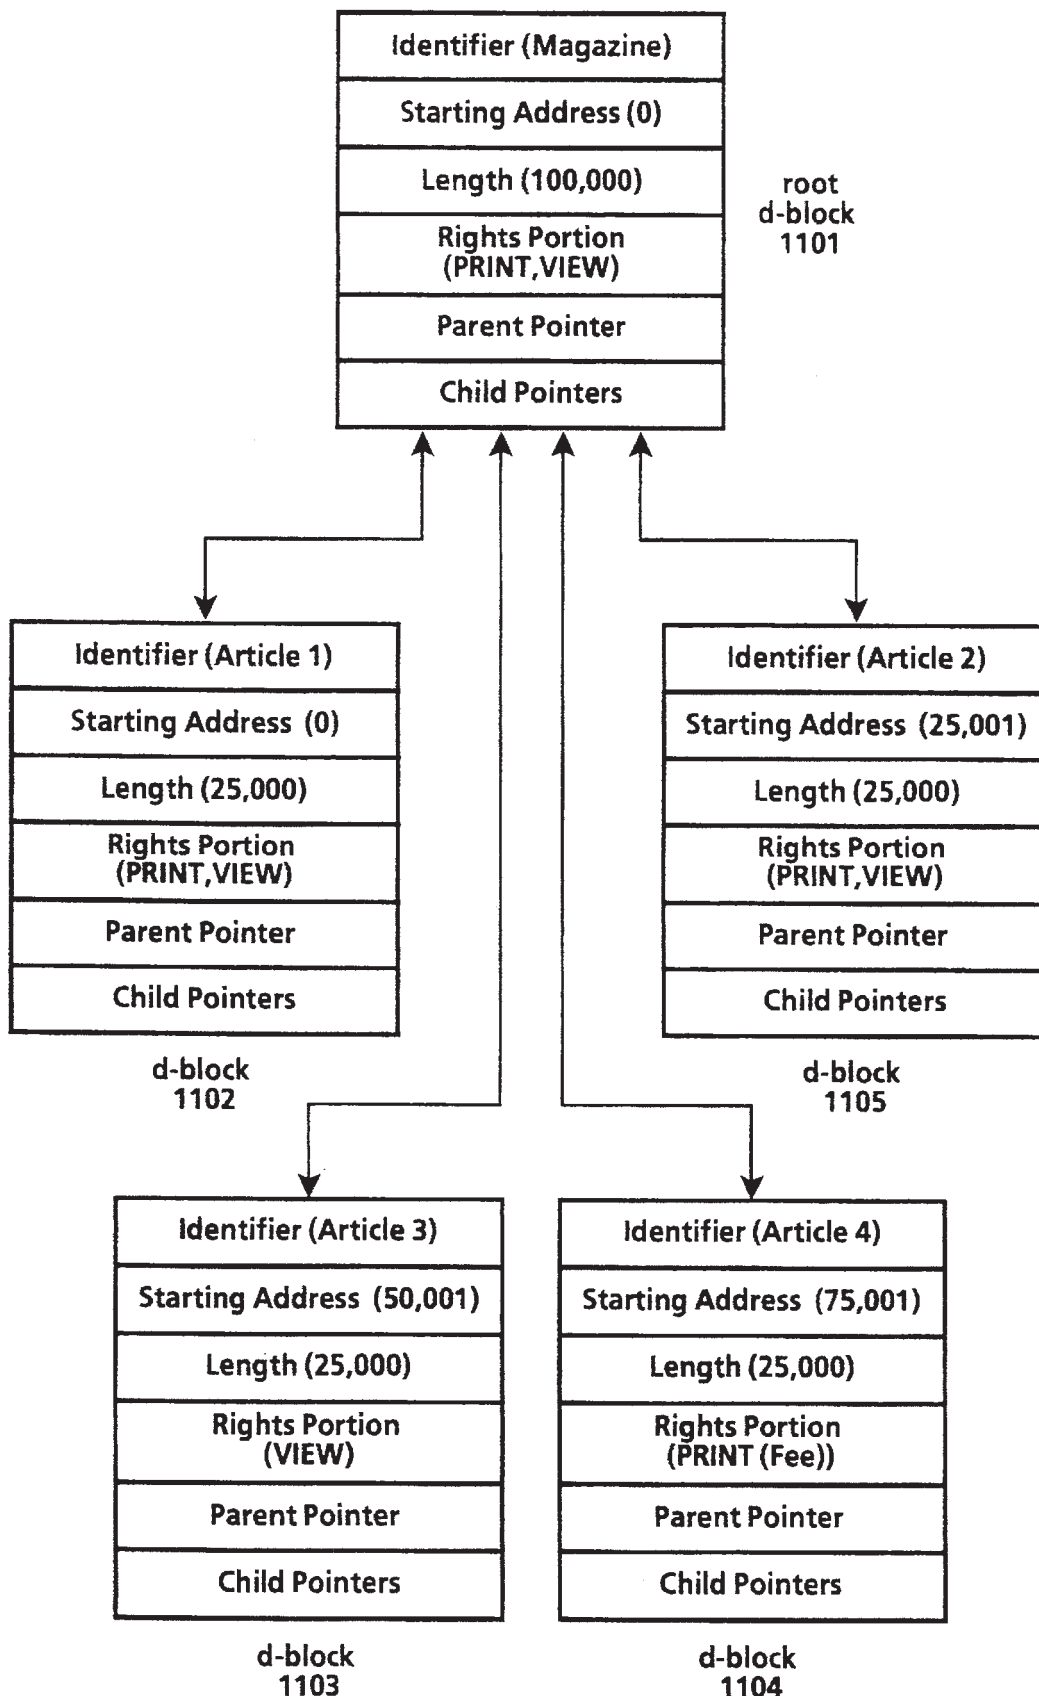 Identifier (Magazine)
Starting Address (0)
Length (100,000)
Rights Portion
(PRINT,VIEW)
Parent Pointer
Child Pointers
root
d-block
1101
Identifier (Article 1)
Starting Address (0)
Length (25,000)
Rights Portion
(PRINT,VIEW)
Parent Pointer
Child Pointers
d-block
1102
Identifier (Article 2)
Starting Address (25,001)
Length (25,000)
Rights Portion
(PRINT,VIEW)
Parent Pointer
Child Pointers
d-block
1105
Identifier (Article 3)
Starting Address (50,001)
Length (25,000)
Rights Portion
(VIEW)
Parent Pointer
Child Pointers
d-block
1103
Identifier (Article 4)
Starting Address (75,001)
Length (25,000)
Rights Portion
(PRINT (Fee))
Parent Pointer
Child Pointers
d-block
1104